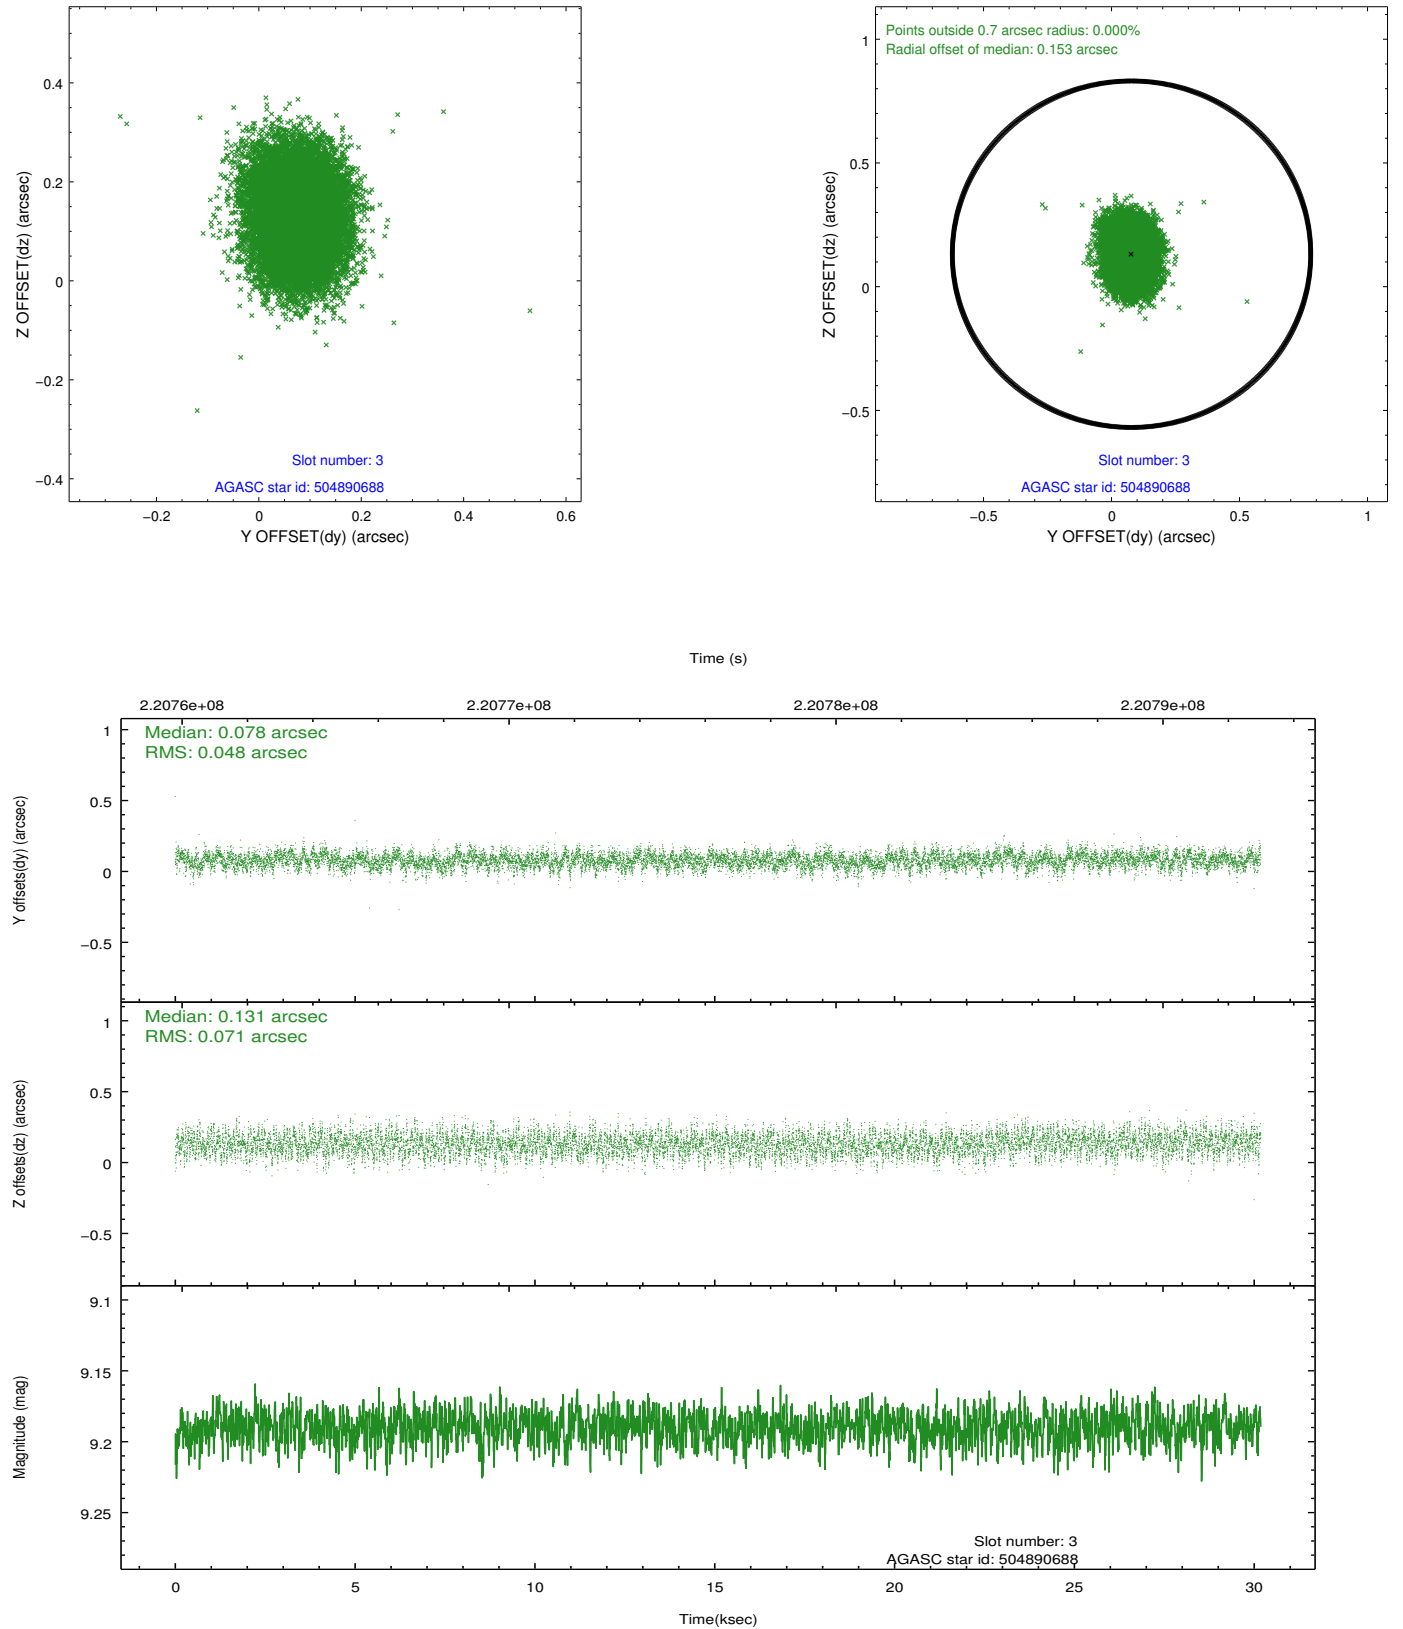 0.4
0.2
0
−0.2
−0.4
Z OFFSET(dz) (arcsec)
Slot number: 3
AGASC star id: 504890688
−0.2 0 0.2 0.4 0.6
Y OFFSET(dy) (arcsec)
Points outside 0.7 arcsec radius: 0.000%
Radial offset of median: 0.153 arcsec
1
0.5
0
−0.5
Z OFFSET(dz) (arcsec)
Slot number: 3
AGASC star id: 504890688
−0.5 0 0.5 1
Y OFFSET(dy) (arcsec)
Time (s)
2.2076e+08 2.2077e+08 2.2078e+08 2.2079e+08
Median: 0.078 arcsec
RMS: 0.048 arcsec
1
0.5
0
−0.5
Y offsets(dy) (arcsec)
Median: 0.131 arcsec
RMS: 0.071 arcsec
1
0.5
0
−0.5
Z offsets(dz) (arcsec)
9.1
9.15
9.2
9.25
Magnitude (mag)
Slot number: 3
AGASC star id: 504890688
0 5 10 15 20 25 30
Time(ksec)